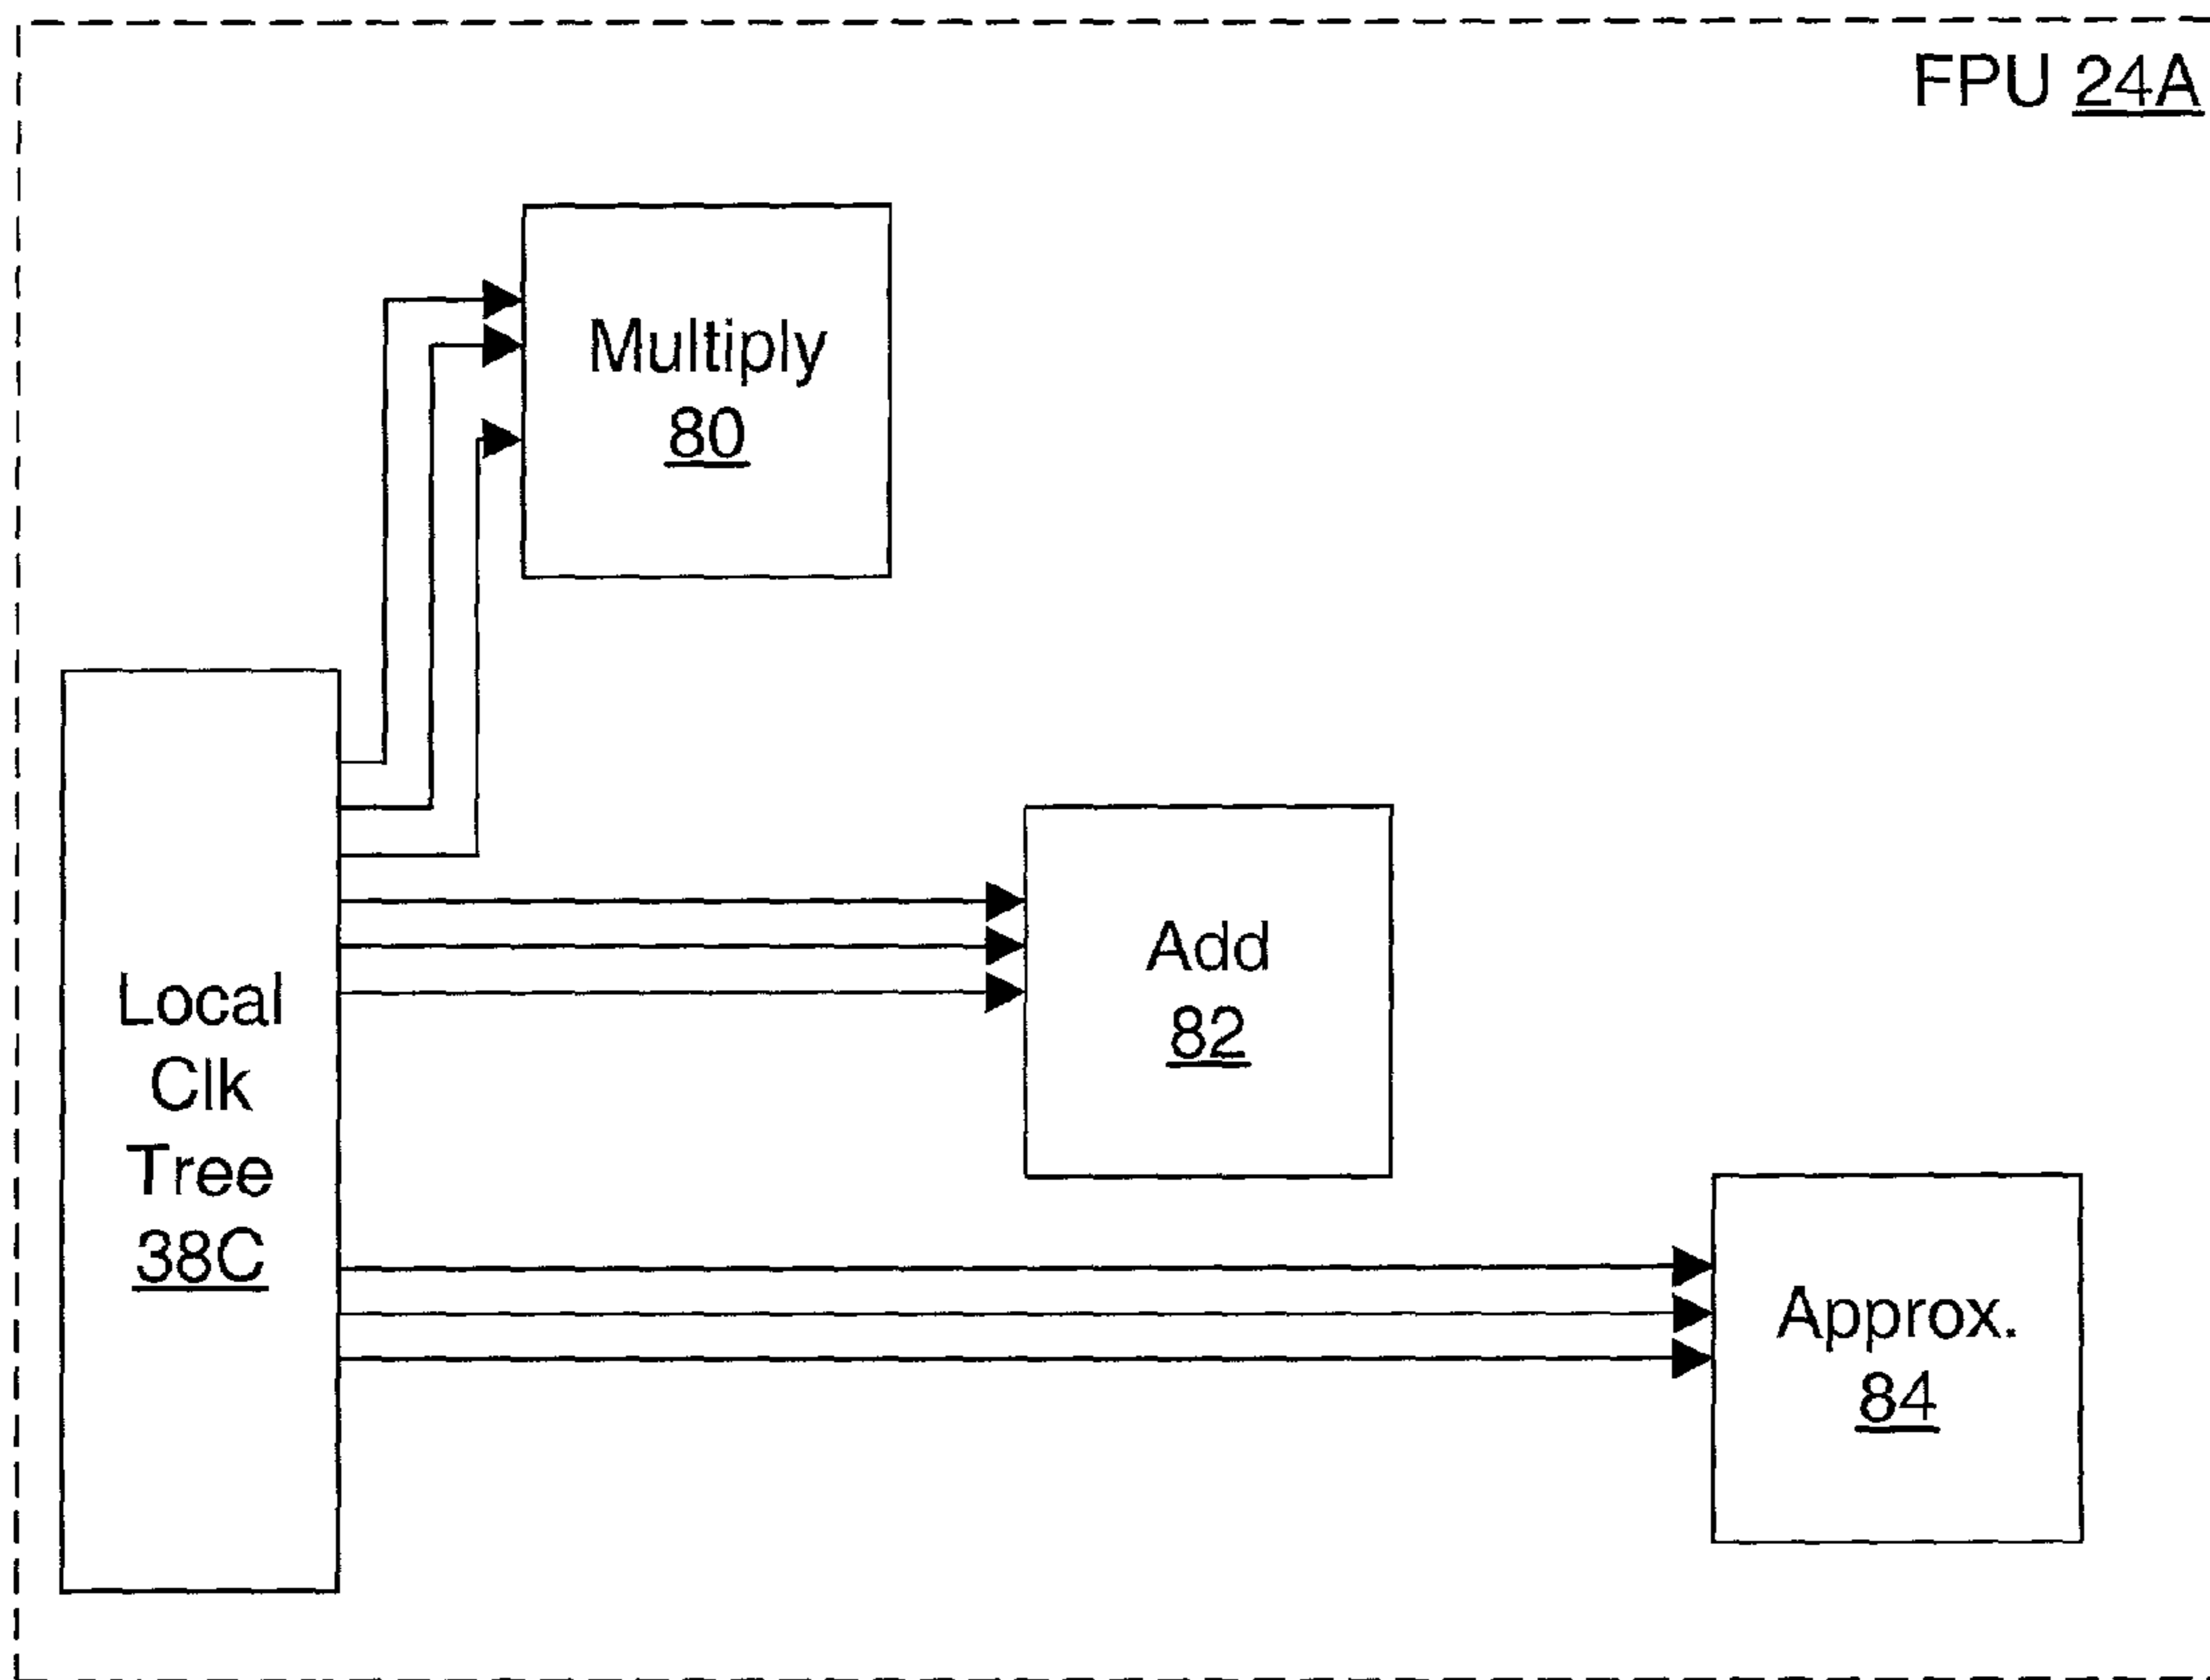 FPU 24A
Multiply
80
Add
82
Local
Clk
Tree
38C
Approx.
84